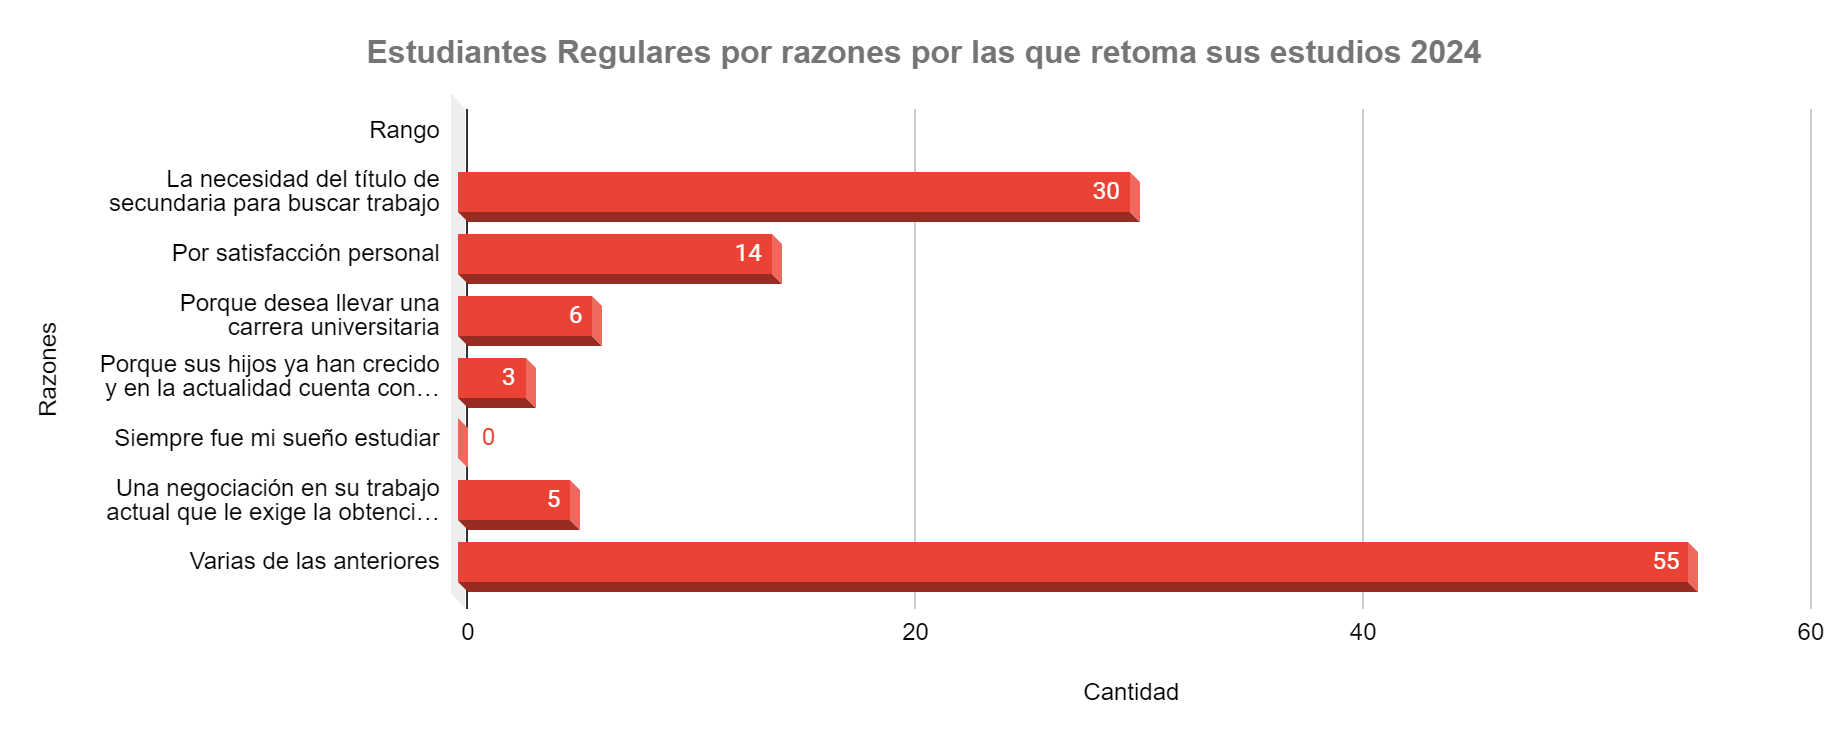 Estudiantes Regulares por razones por las que retoma sus estudios 2024
Razones
Rango
La necesidad del título de
secundaria para buscar trabajo
30
Por satisfacción personal
14
Porque desea llevar una
carrera universitaria
6
Porque sus hijos ya han crecido
y en la actualidad cuenta con…
3
Siempre fue mi sueño estudiar
0
Una negociación en su trabajo
actual que le exige la obtenci…
5
Varias de las anteriores
55
0
20
40
60
Cantidad